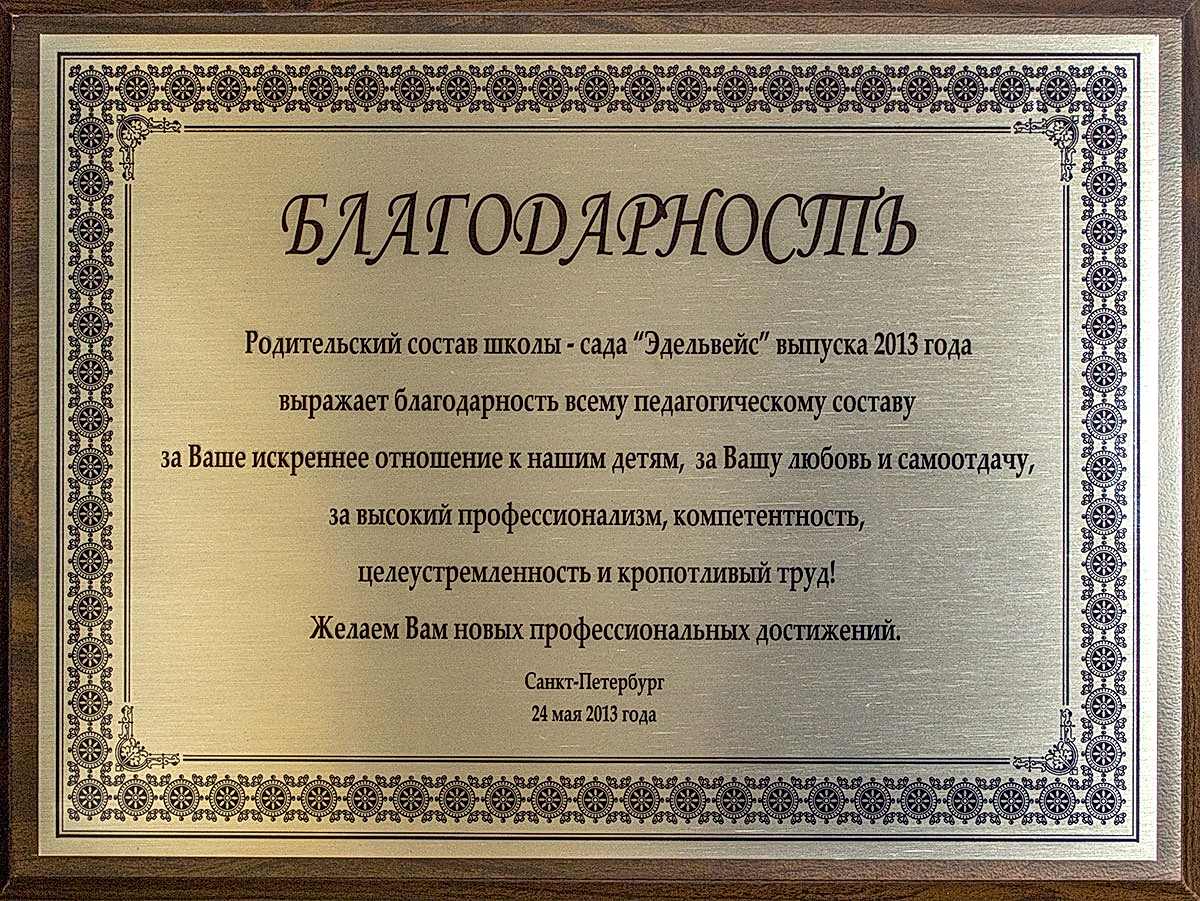 БЛАГОДАРНОСТЬ
Родительский состав школы - сада “Эдельвейс” выпуска 2013 года
выражает благодарность всему педагогическому составу
за Ваше искреннее отношение к нашим детям, за Вашу любовь и самоотдачу,
за высокий профессионализм, компетентность,
целеустремленность и кропотливый труд!
Желаем Вам новых профессиональных достижений.
Санкт-Петербург
24 мая 2013 года